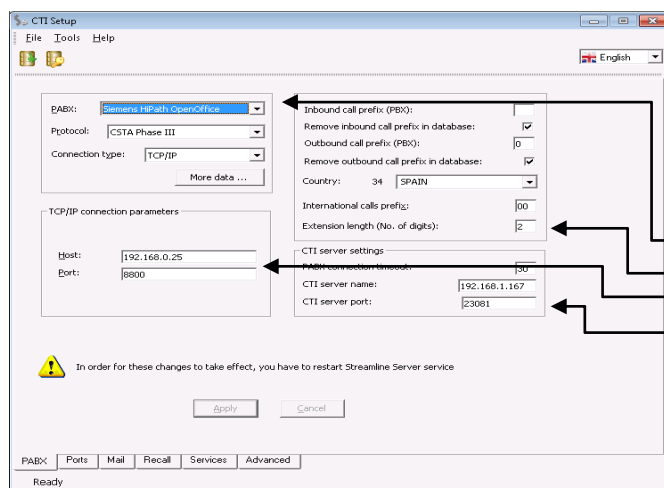 CTI Setup
File Tools Help
English
PABX: Siemens HiPath OpenOffice
Protocol: CSTA Phase III
Connection type: TCP/IP
More data ...
TCP/IP connection parameters
Host: 192.168.0.25
Port: 8800
Inbound call prefix (PBX):
Remove inbound call prefix in database:
Outbound call prefix (PBX): 0
Remove outbound call prefix in database:
Country: 34 SPAIN
International calls prefix: 00
Extension length (No. of digits): 2
CTI server settings
PABX connection timeout: 30
CTI server name: 192.168.1.167
CTI server port: 23081
In order for these changes to take effect, you have to restart Streamline Server service
Apply Cancel
PABX Ports Mail Recall Services Advanced
Ready